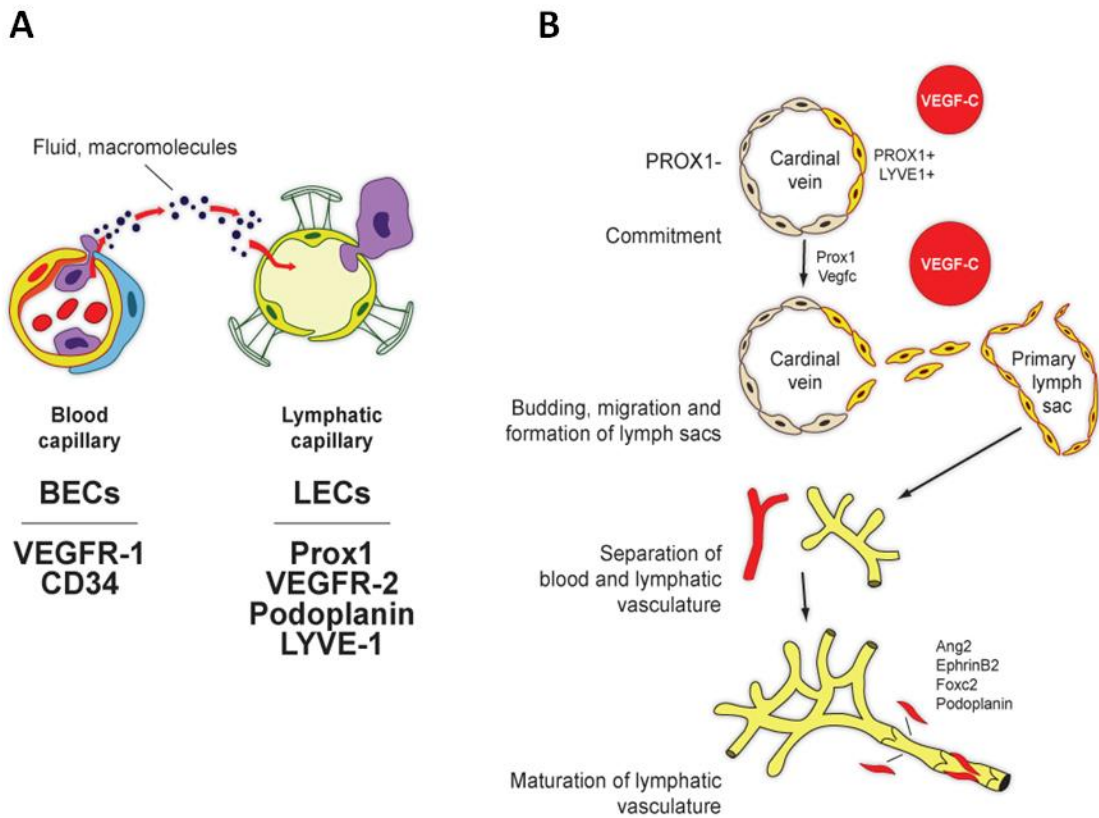 A
Fluid, macromolecules
Blood
capillary
BECs
VEGFR-1
CD34
Lymphatic
capillary
LECs
Prox1
VEGFR-2
Podoplanin
LYVE-1
B
VEGF-C
PROX1-
Cardinal
vein
PROX1+
LYVE1+
Commitment
Prox1
Vegfc
VEGF-C
Cardinal
vein
Primary
lymph
sac
Budding, migration and
formation of lymph sacs
Separation of
blood and lymphatic
vasculature
Ang2
EphrinB2
Foxc2
Podoplanin
Maturation of lymphatic
vasculature